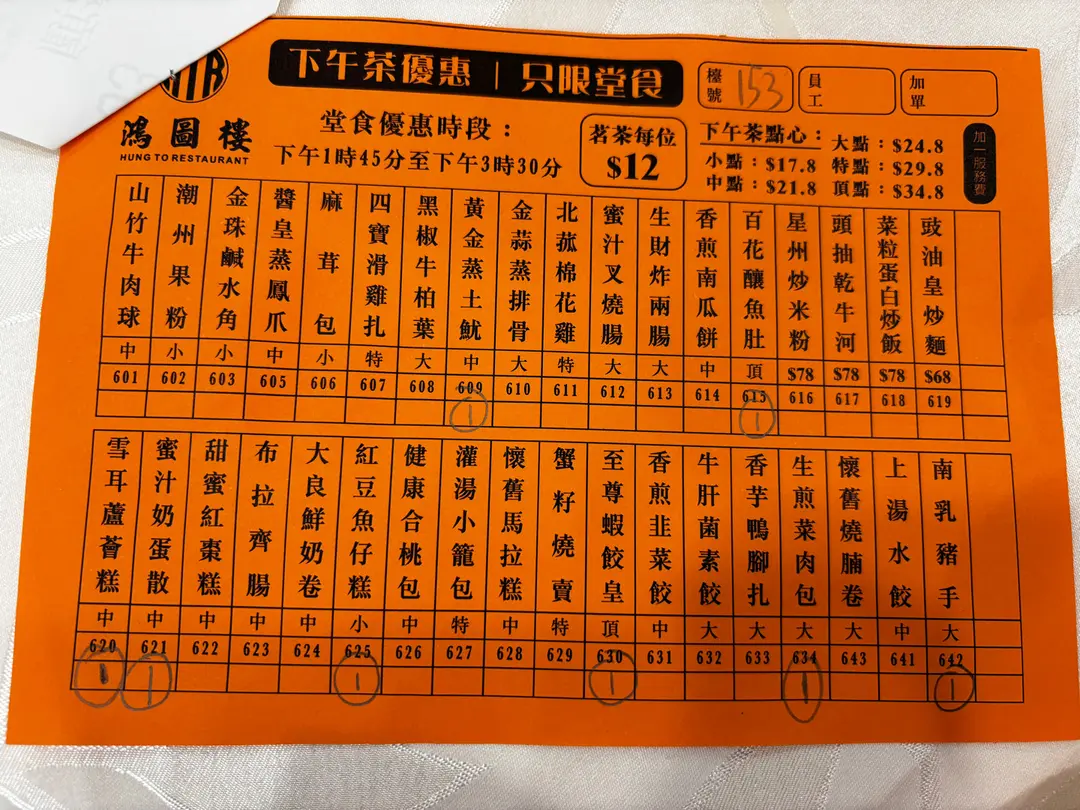 下午茶優惠 | 只限堂食
檯號 153
員工
加單
鴻圖樓
HUNG TO RESTAURANT
堂食優惠時段：
下午1時45分至下午3時30分
茗茶每位
$12
下午茶點心：
小點：$17.8
中點：$21.8
大點：$24.8
特點：$29.8
頂點：$34.8
加一服務費
山竹牛肉球 中 601
潮州果粉 小 602
金珠鹹水角 小 603
醬皇蒸鳳爪 中 605
麻茸包 小 606
四寶滑雞扎 特 607
黑椒牛柏葉 大 608
黃金蒸土魷 中 609 1
金蒜蒸排骨 大 610
北菰棉花雞 特 611
蜜汁叉燒腸 大 612
生財炸兩腸 大 613
香煎南瓜餅 中 614
百花釀魚肚 頂 615 1
星州炒米粉 $78 616
頭抽乾牛河 $78 617
菜粒蛋白炒飯 $78 618
豉油皇炒麵 $68 619
雪耳蘆薈糕 中 620 1
蜜汁奶蛋散 中 621 1
甜蜜紅棗糕 中 622
布拉齊腸 中 623
大良鮮奶卷 中 624
紅豆魚仔糕 小 625 1
健康合桃包 中 626
灌湯小籠包 特 627
懷舊馬拉糕 中 628
蟹籽燒賣 特 629
至尊蝦餃皇 頂 630 1
香煎韭菜餃 中 631
牛肝菌素餃 大 632
香芋鴨腳扎 大 633
生煎菜肉包 大 634 1
懷舊燒腩卷 大 643
上湯水餃 中 641
南乳豬手 大 642 1